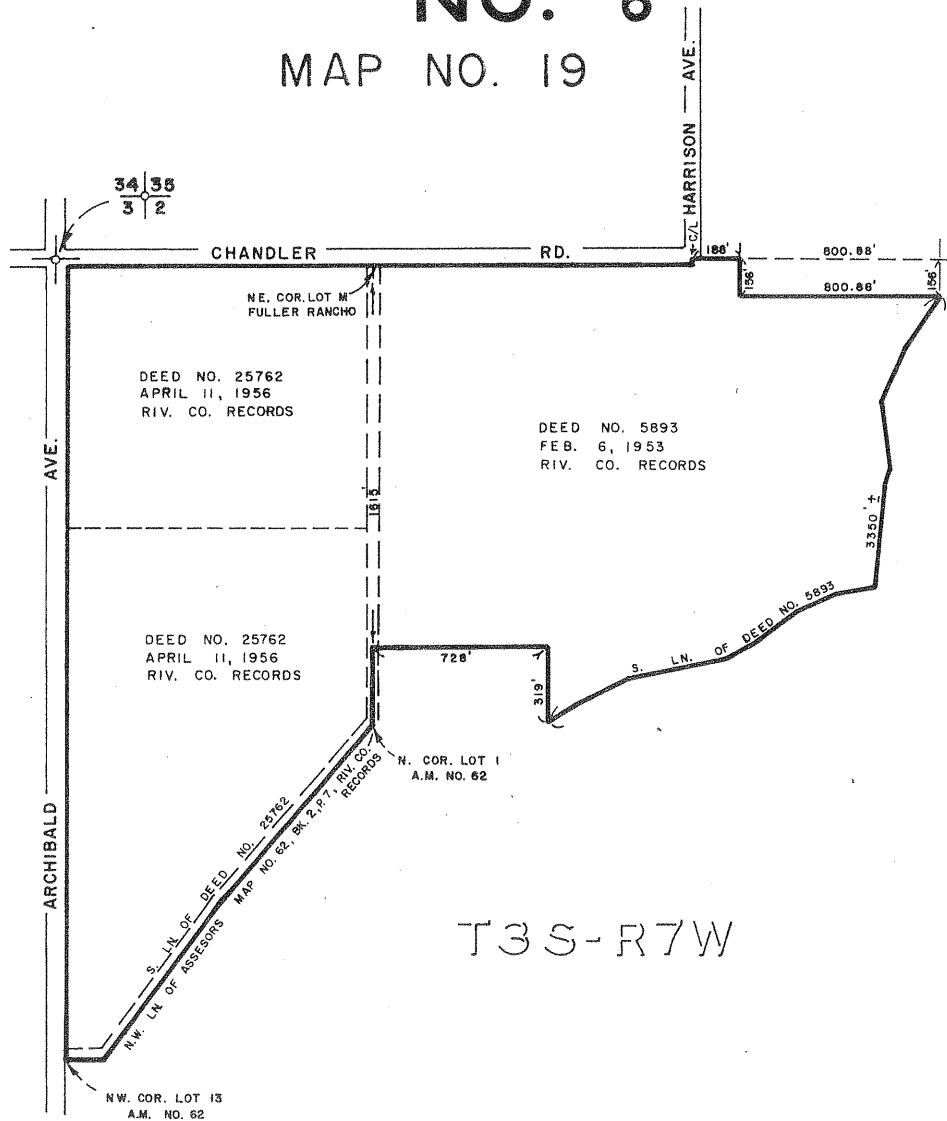 NO. 6
MAP NO. 19
HARRISON AVE.
C/L
34 35
3 2
CHANDLER RD.
188'
800.88'
156'
800.86'
156'
NE. COR. LOT M
FULLER RANCHO
DEED NO. 25762
APRIL 11, 1956
RIV. CO. RECORDS
DEED NO. 5893
FEB. 6, 1953
RIV. CO. RECORDS
ARCHIBALD AVE.
1615'
3350' ±
DEED NO. 25762
APRIL 11, 1956
RIV. CO. RECORDS
728'
319'
S. LN. OF DEED NO. 5893
N. COR. LOT 1
A.M. NO. 62
S. LN. OF DEED NO. 25762
N.W. LN. OF ASSESORS MAP NO. 62, BK. 2, P. 7, RIV. CO.
RECORDS
T3S-R7W
NW. COR. LOT 13
A.M. NO. 62